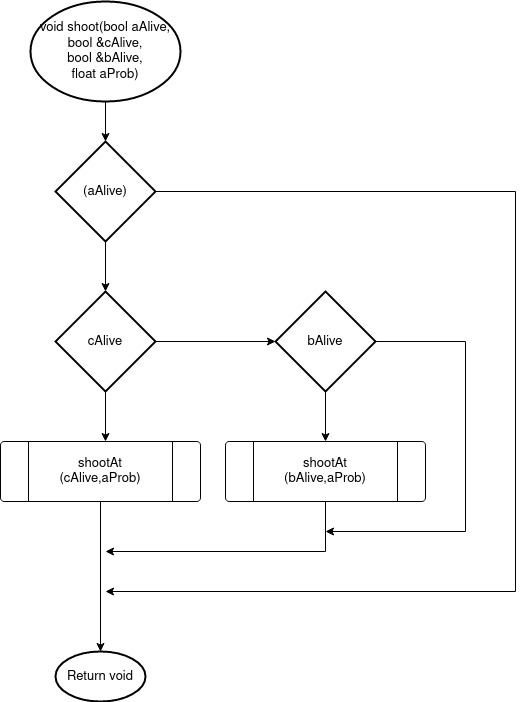 void shoot(bool aAlive,
bool &cAlive,
bool &bAlive,
float aProb)
(aAlive)
cAlive
bAlive
shootAt
(cAlive,aProb)
shootAt
(bAlive,aProb)
Return void